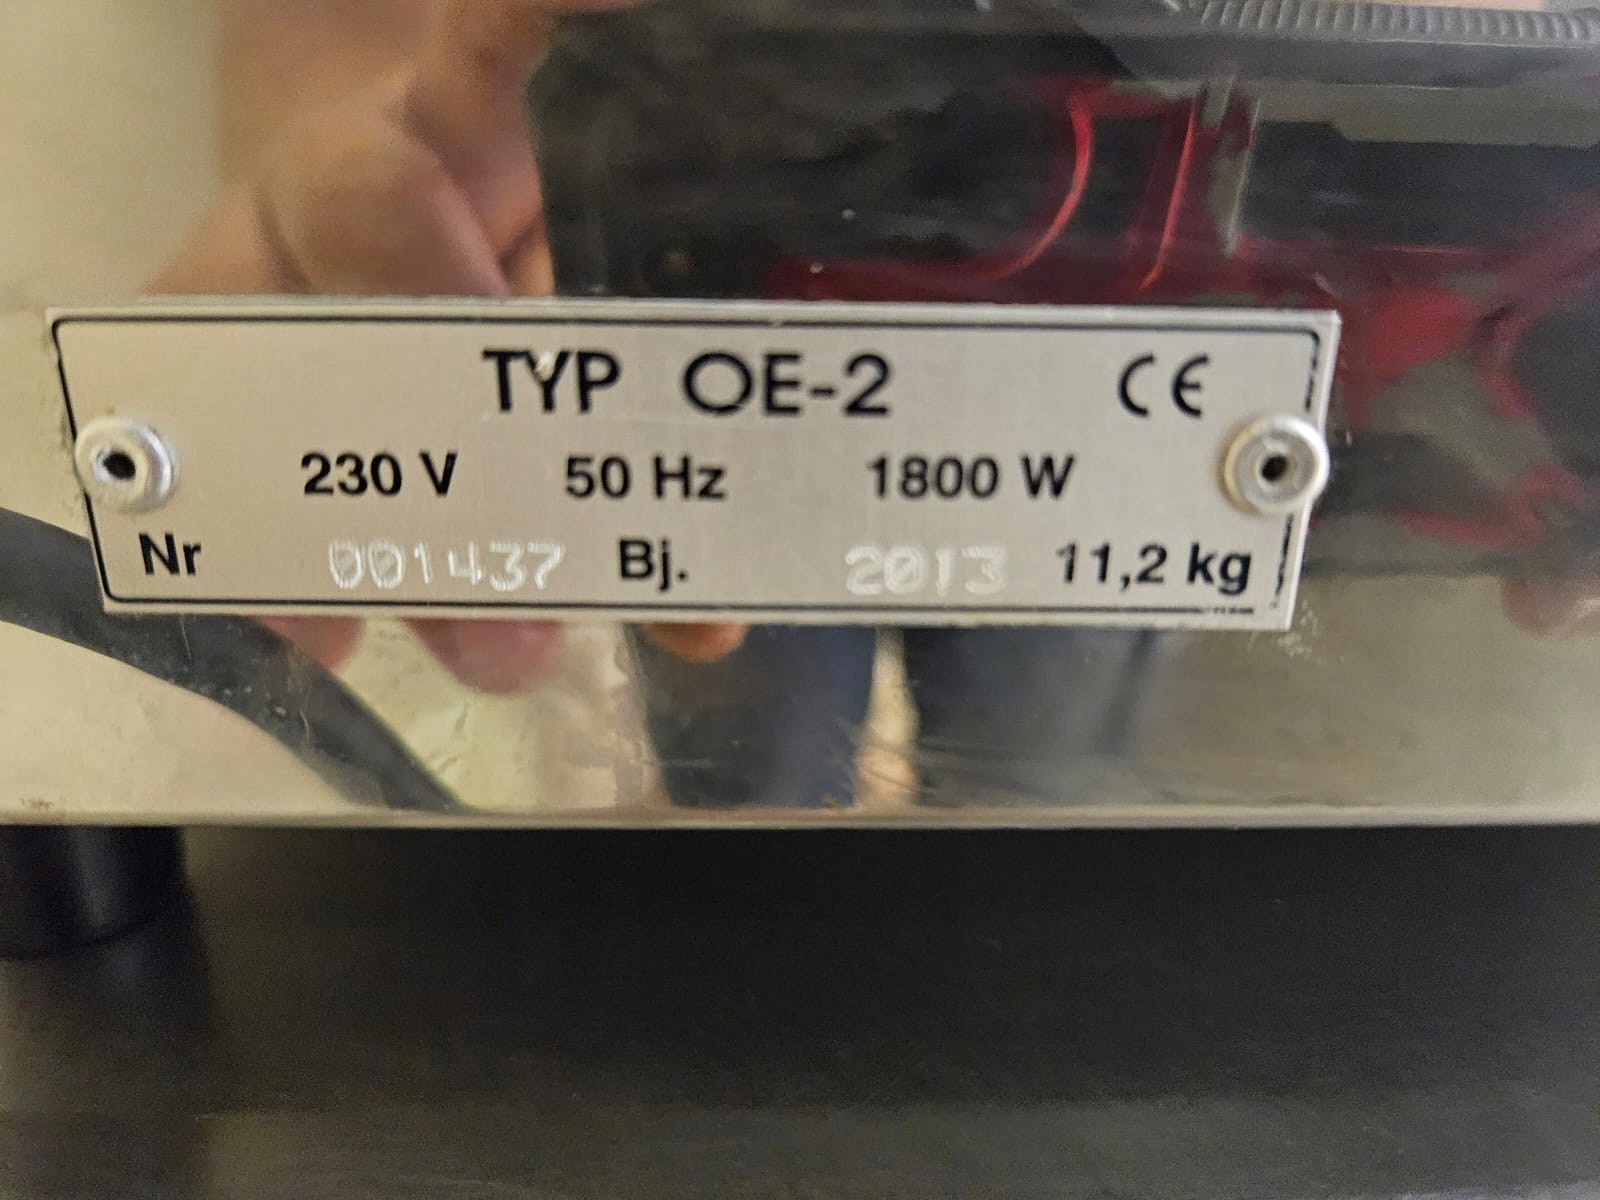 TYP OE-2 CE
230 V 50 Hz 1800 W
Nr 001437 Bj. 2013 11,2 kg